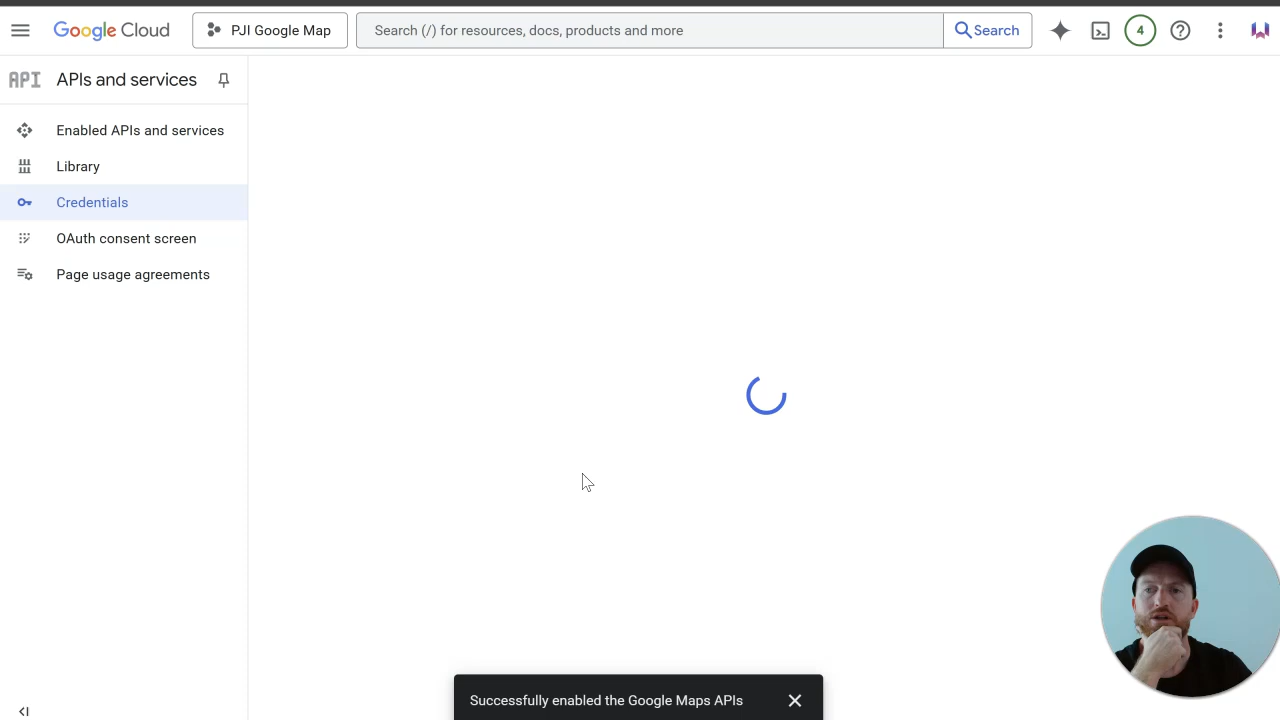 Google Cloud
PJI Google Map
Search (/) for resources, docs, products and more
Search
4
API
APIs and services
Enabled APIs and services
Library
Credentials
OAuth consent screen
Page usage agreements
Successfully enabled the Google Maps APIs